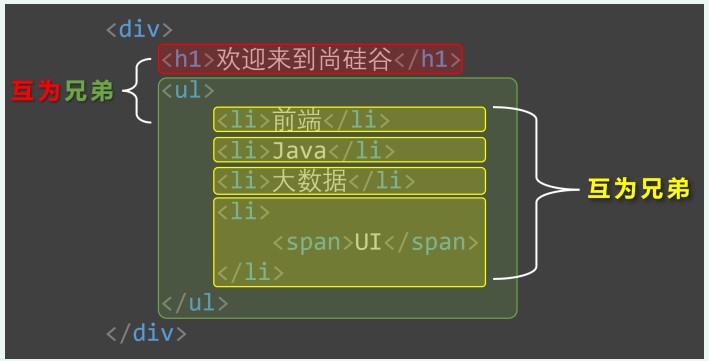 <div>
<h1>欢迎来到尚硅谷</h1>
互为兄弟
<ul>
<li>前端</li>
<li>Java</li>
<li>大数据</li>
互为兄弟
<li>
<span>UI</span>
</li>
</ul>
</div>